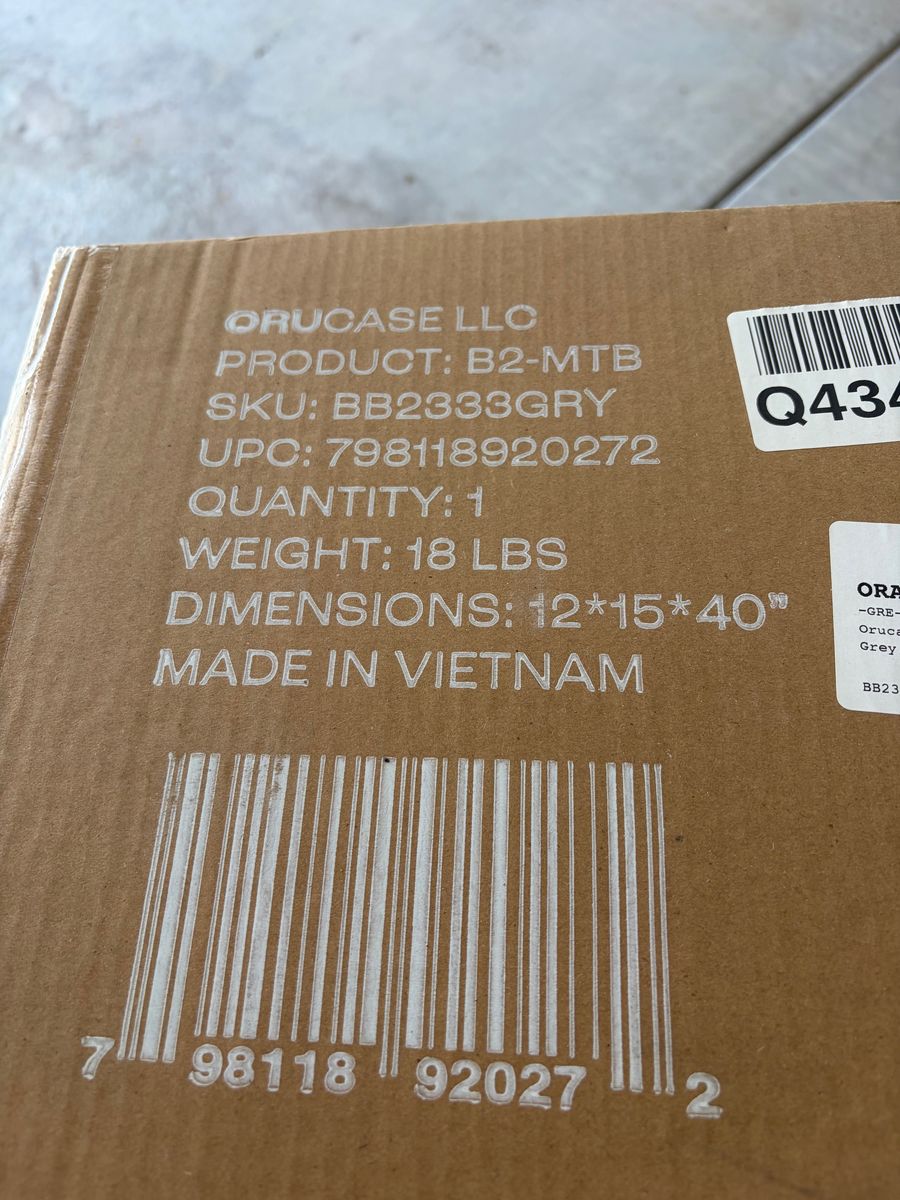 ORUCASE LLC
PRODUCT: B2-MTB
SKU: BB2333GRY
UPC: 798118920272
QUANTITY: 1
WEIGHT: 18 LBS
DIMENSIONS: 12*15*40"
MADE IN VIETNAM
7 98118 92027 2
Q434
ORA
-GRE-
Oruca
Grey
BB23